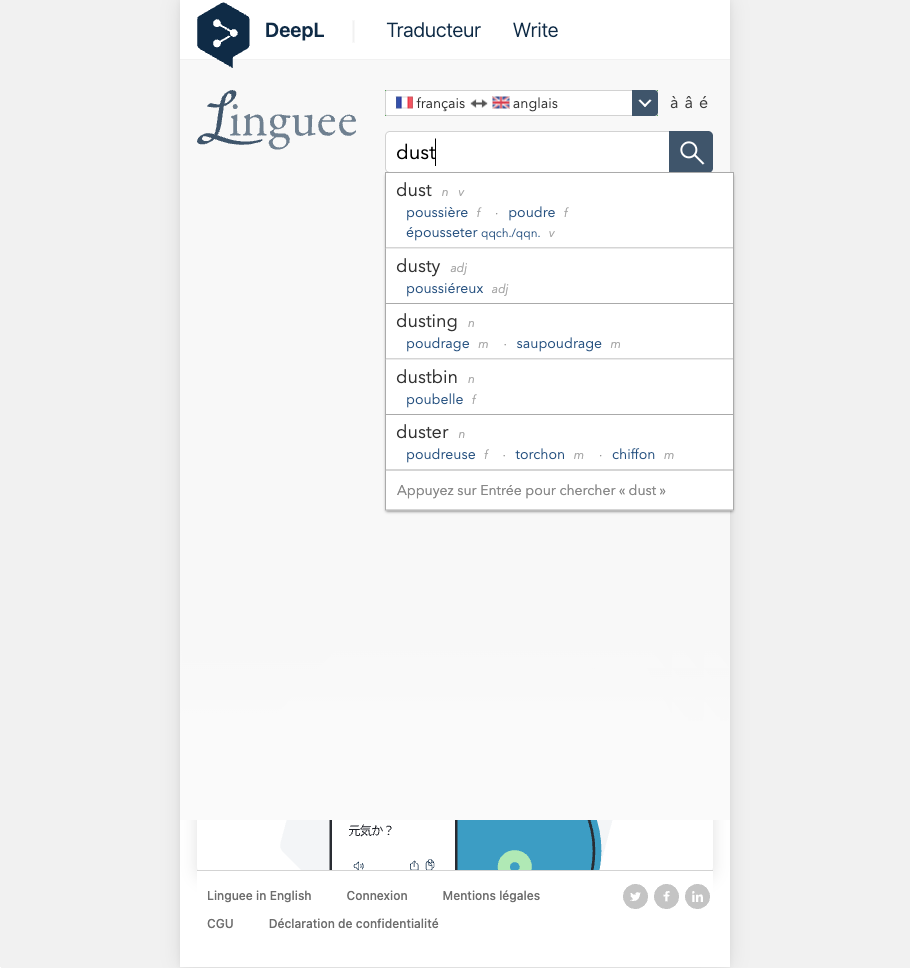 DeepL Traducteur Write
Linguee
français ↔ anglais à â é
dust
dust n v
poussière f · poudre f
épousseter qqch./qqn. v
dusty adj
poussiéreux adj
dusting n
poudrage m · saupoudrage m
dustbin n
poubelle f
duster n
poudreuse f · torchon m · chiffon m
Appuyez sur Entrée pour chercher « dust »
元気か？
Linguee in English Connexion Mentions légales
CGU Déclaration de confidentialité